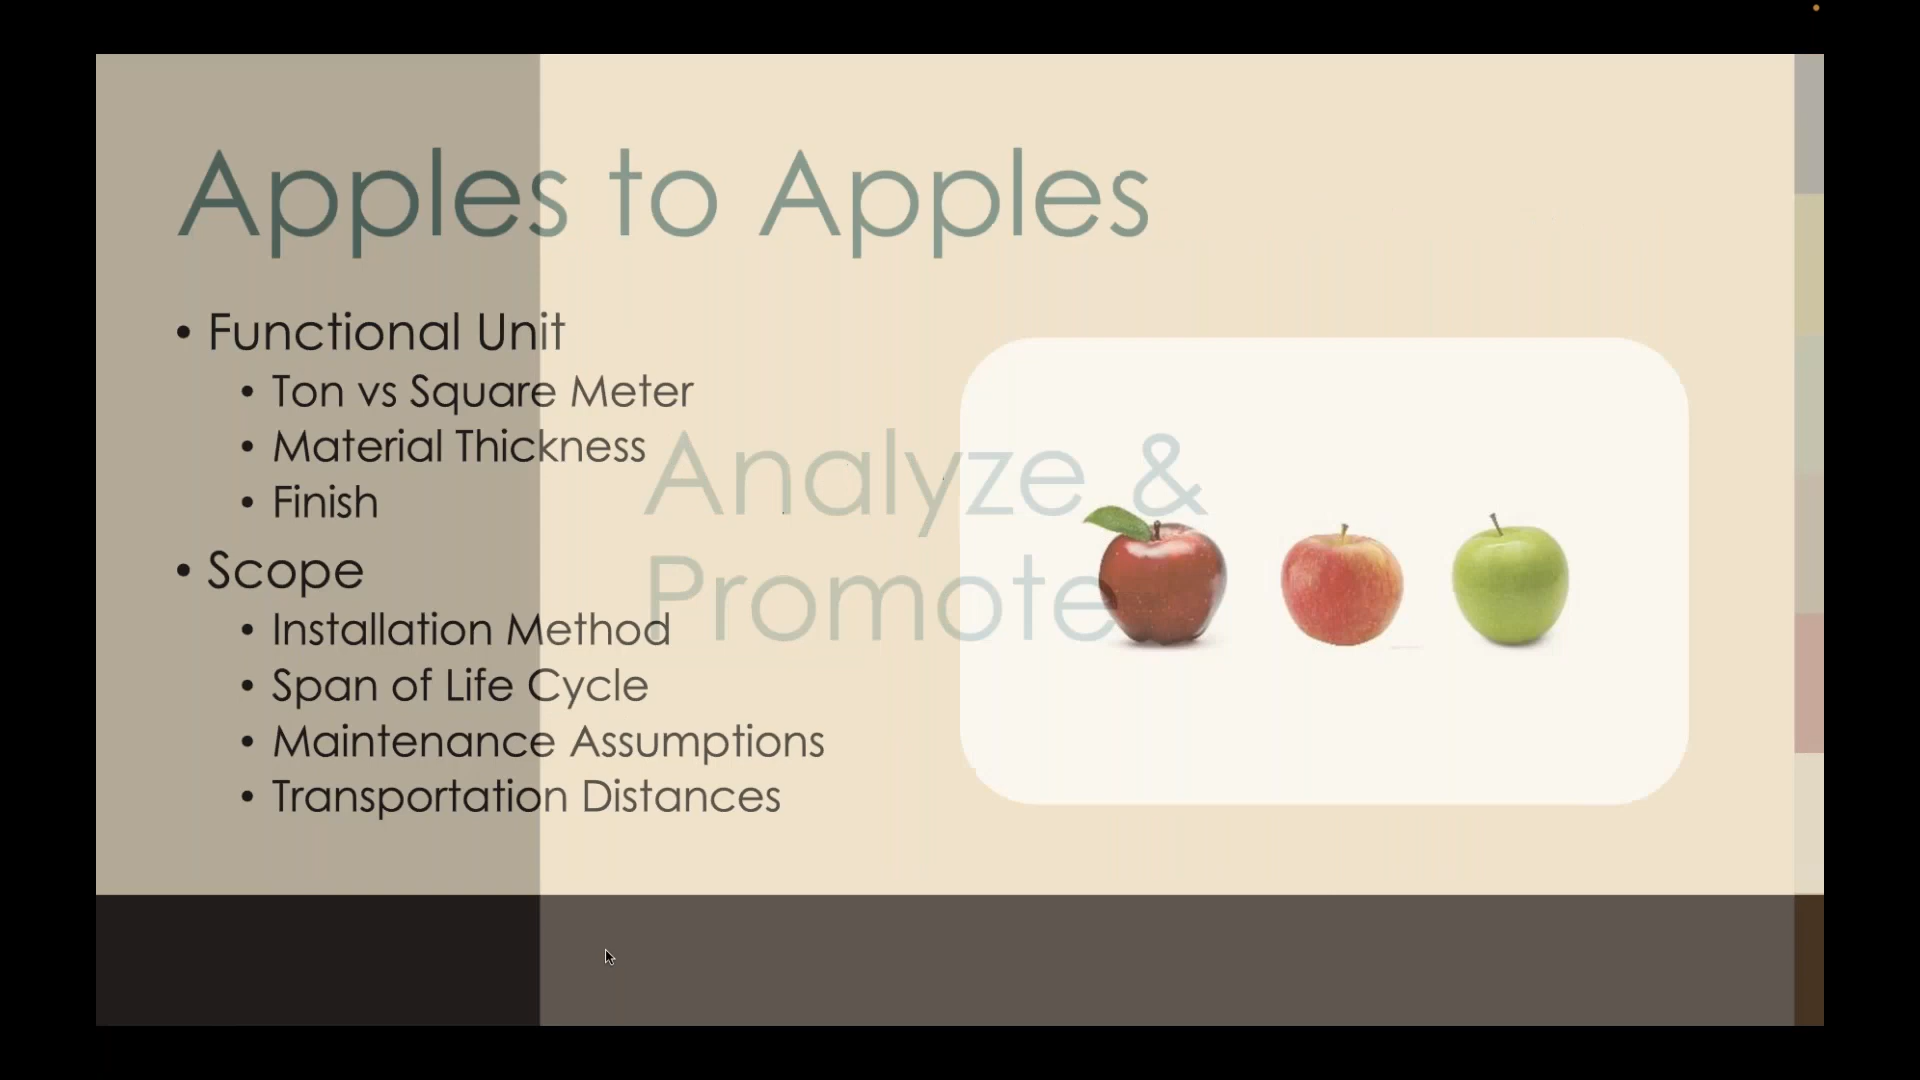 Apples to Apples
• Functional Unit
• Ton vs Square Meter
• Material Thickness
• Finish
• Scope
• Installation Method
• Span of Life Cycle
• Maintenance Assumptions
• Transportation Distances
Analyze &
Promote